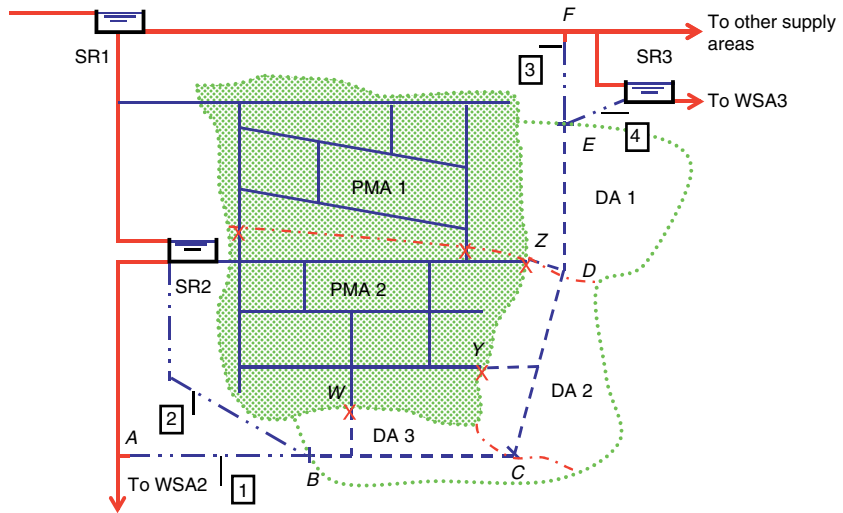 F
To other supply
areas
SR1
SR3
3
To WSA3
4
E
DA 1
PMA 1
Z
D
SR2
PMA 2
Y
DA 2
W
2
DA 3
A
C
B
To WSA2
1